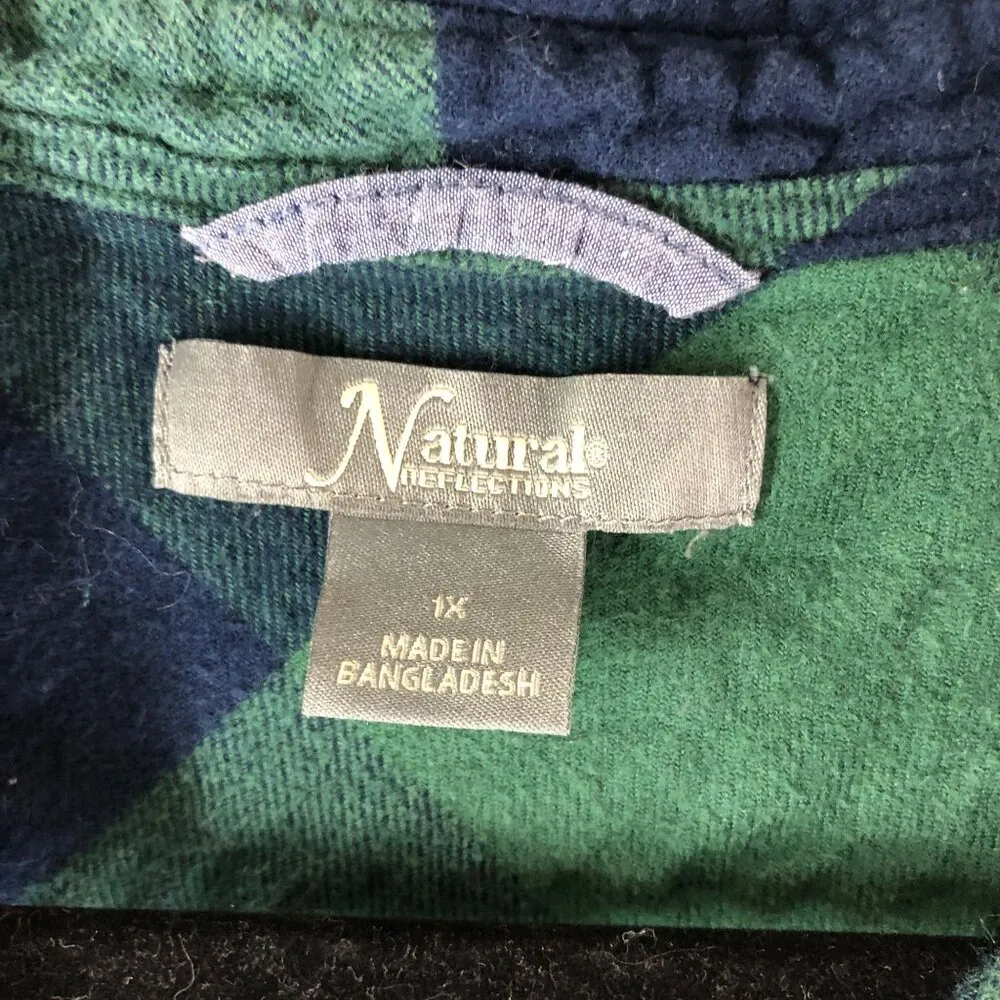 Natural®
REFLECTIONS
1X
MADE IN
BANGLADESH